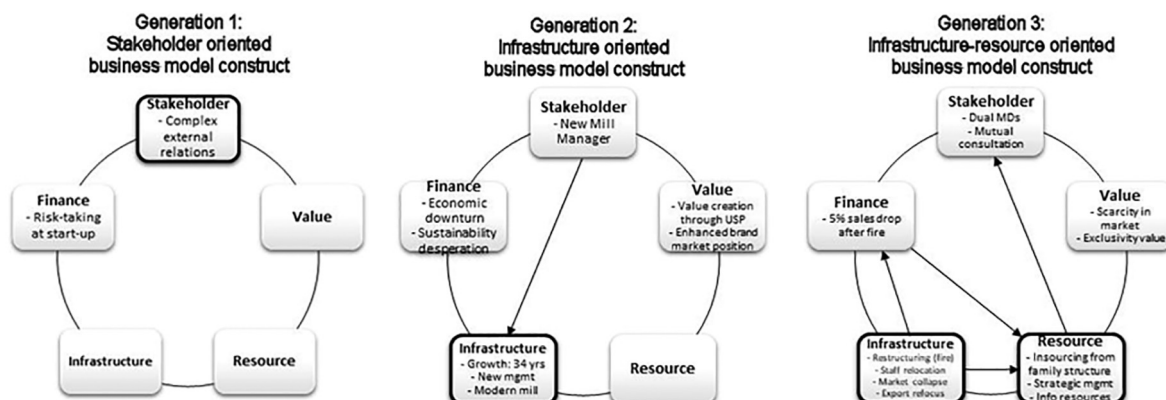 Generation 1:
Stakeholder oriented
business model construct
Stakeholder
- Complex
external
relations
Finance
- Risk-taking
at start-up
Value
Infrastructure
Resource
Generation 2:
Infrastructure oriented
business model construct
Stakeholder
- New Mill
Manager
Finance
- Economic
downturn
- Sustainability
desperation
Value
- Value creation
through USP
- Enhanced brand
market position
Infrastructure
- Growth: 34 yrs
- New mgmt
- Modern mill
Resource
Generation 3:
Infrastructure-resource oriented
business model construct
Stakeholder
- Dual MDs
- Mutual
consultation
Finance
- 5% sales drop
after fire
Value
- Scarcity in
market
- Exclusivity value
Infrastructure
- Restructuring (fire)
- Staff relocation
- Market collapse
- Export refocus
Resource
- Insourcing from
family structure
- Strategic mgmt
- Info resources